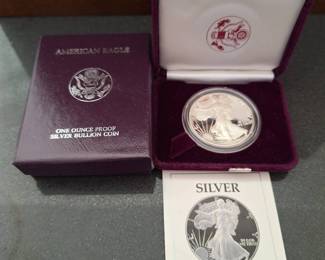 AMERICAN EAGLE
ONE OUNCE PROOF
SILVER BULLION COIN
SILVER